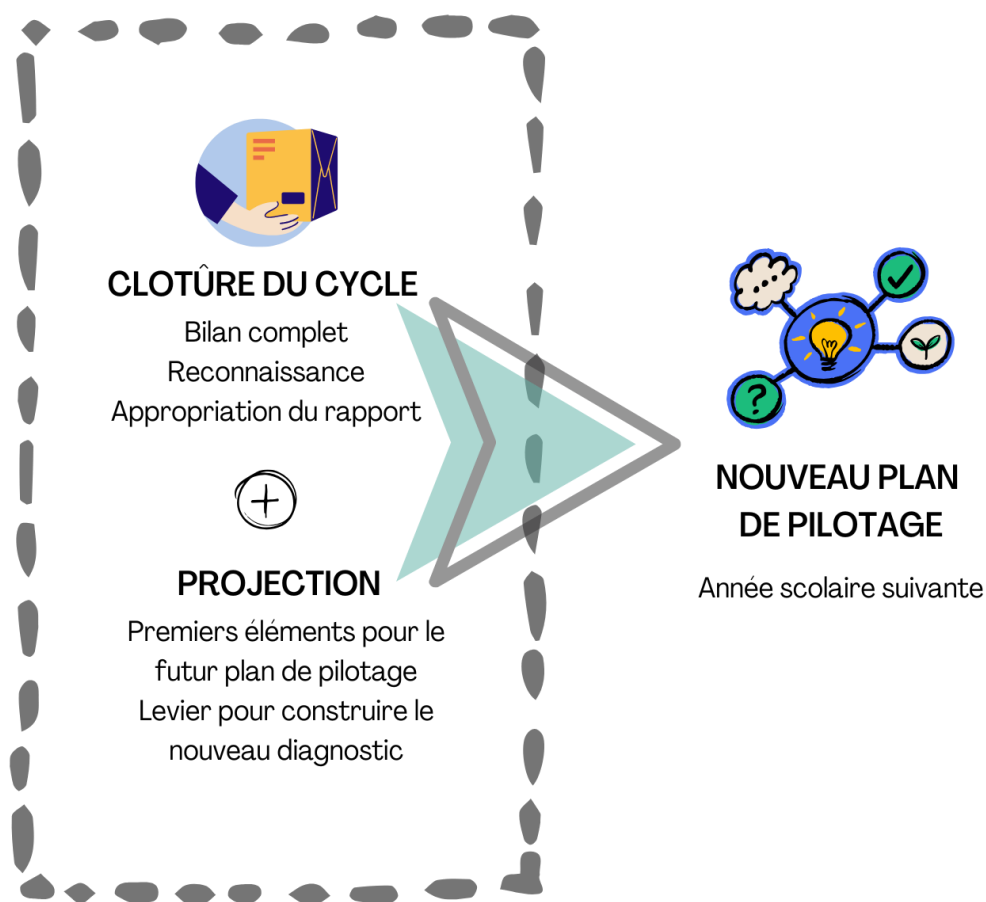 CLOTÛRE DU CYCLE
Bilan complet
Reconnaissance
Appropriation du rapport
PROJECTION
Premiers éléments pour le
futur plan de pilotage
Levier pour construire le
nouveau diagnostic
NOUVEAU PLAN
DE PILOTAGE
Année scolaire suivante